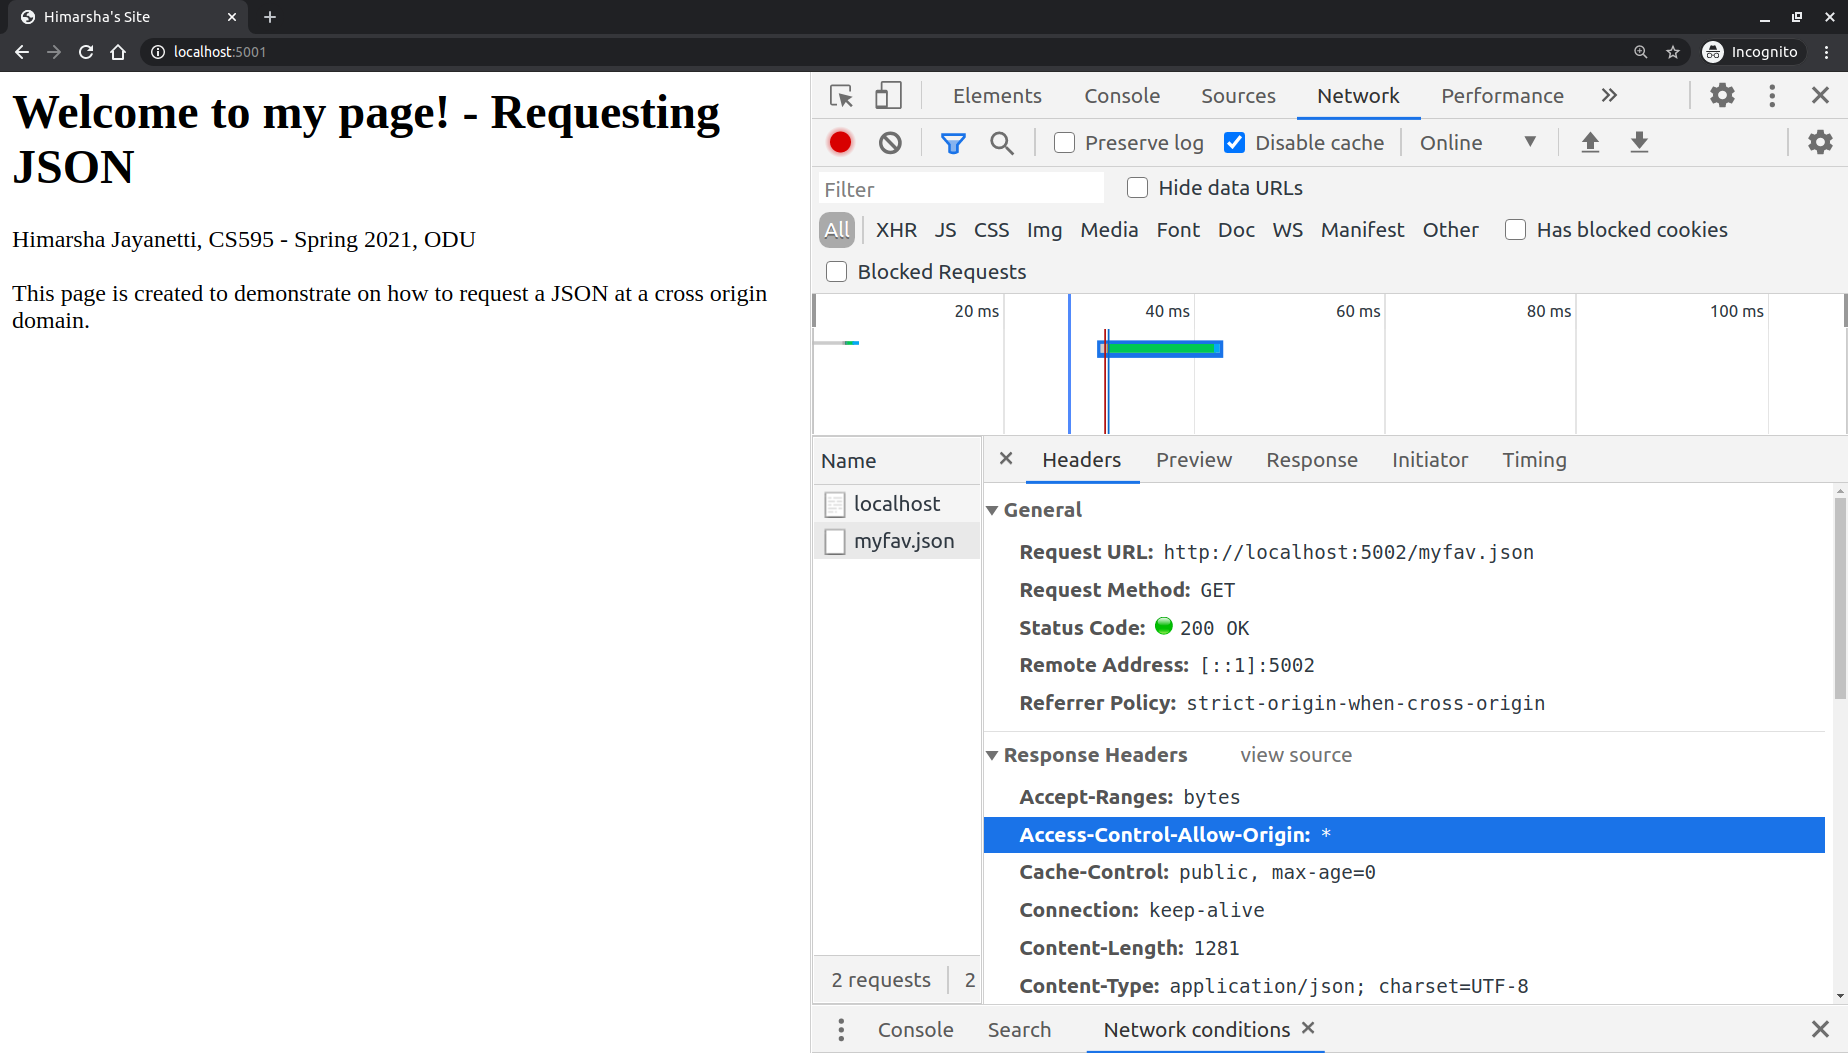 Himarsha's Site
localhost:5001
Incognito
Welcome to my page! - Requesting
JSON
Himarsha Jayanetti, CS595 - Spring 2021, ODU
This page is created to demonstrate on how to request a JSON at a cross origin
domain.
Elements Console Sources Network Performance
Preserve log Disable cache Online
Filter Hide data URLs
All XHR JS CSS Img Media Font Doc WS Manifest Other Has blocked cookies
Blocked Requests
20 ms 40 ms 60 ms 80 ms 100 ms
Name
localhost
myfav.json
2 requests 2
Headers Preview Response Initiator Timing
General
Request URL: http://localhost:5002/myfav.json
Request Method: GET
Status Code: 200 OK
Remote Address: [::1]:5002
Referrer Policy: strict-origin-when-cross-origin
Response Headers view source
Accept-Ranges: bytes
Access-Control-Allow-Origin: *
Cache-Control: public, max-age=0
Connection: keep-alive
Content-Length: 1281
Content-Type: application/json; charset=UTF-8
Console Search Network conditions